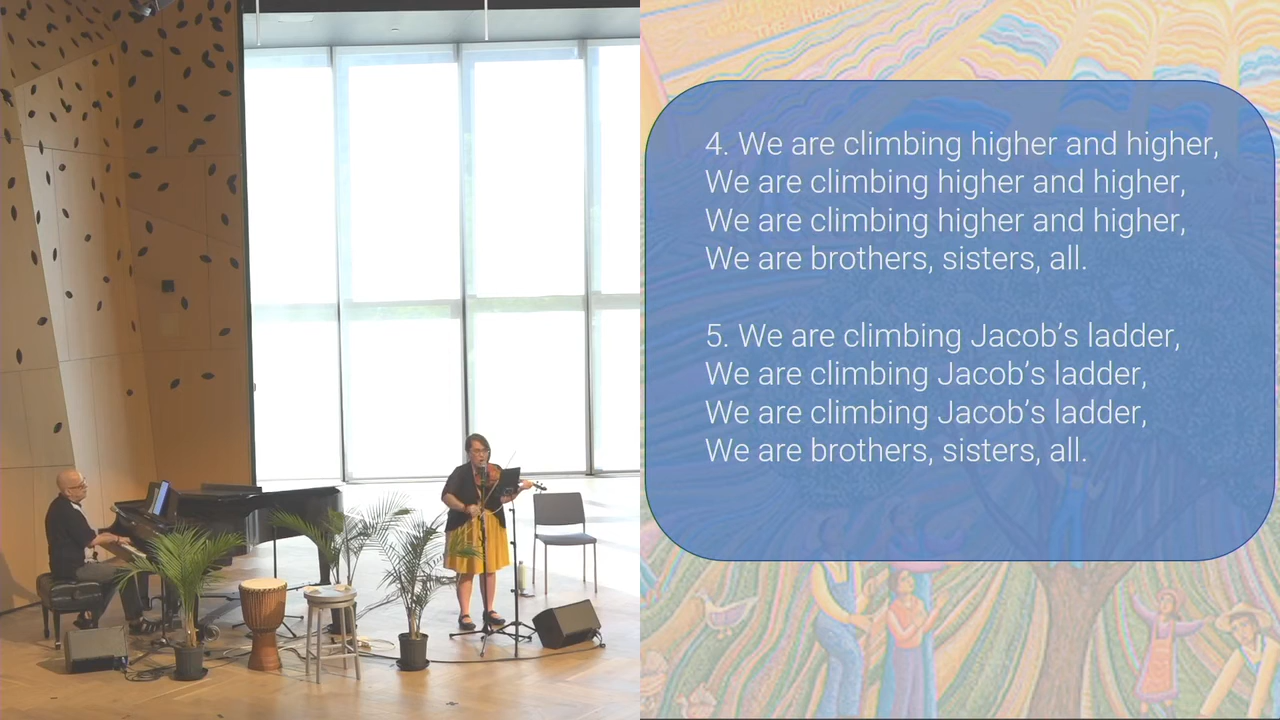 4. We are climbing higher and higher,
We are climbing higher and higher,
We are climbing higher and higher,
We are brothers, sisters, all.
5. We are climbing Jacob’s ladder,
We are climbing Jacob’s ladder,
We are climbing Jacob’s ladder,
We are brothers, sisters, all.